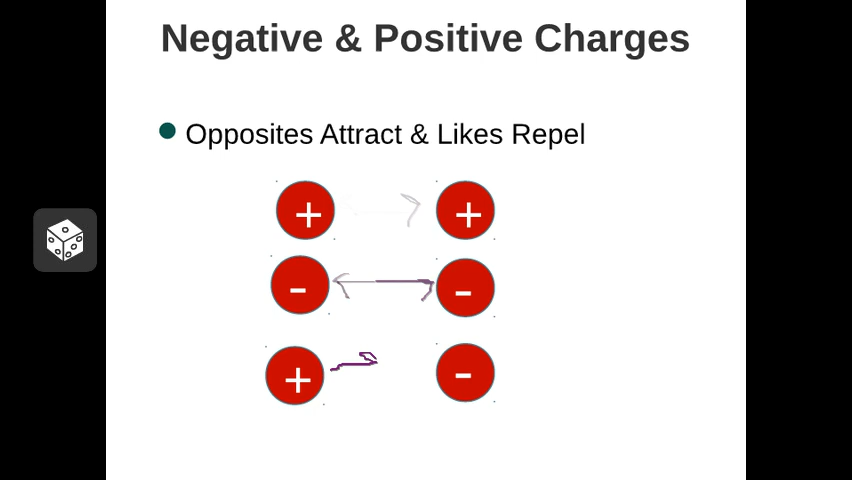 Negative & Positive Charges
Opposites Attract & Likes Repel
+ +
- -
+ -